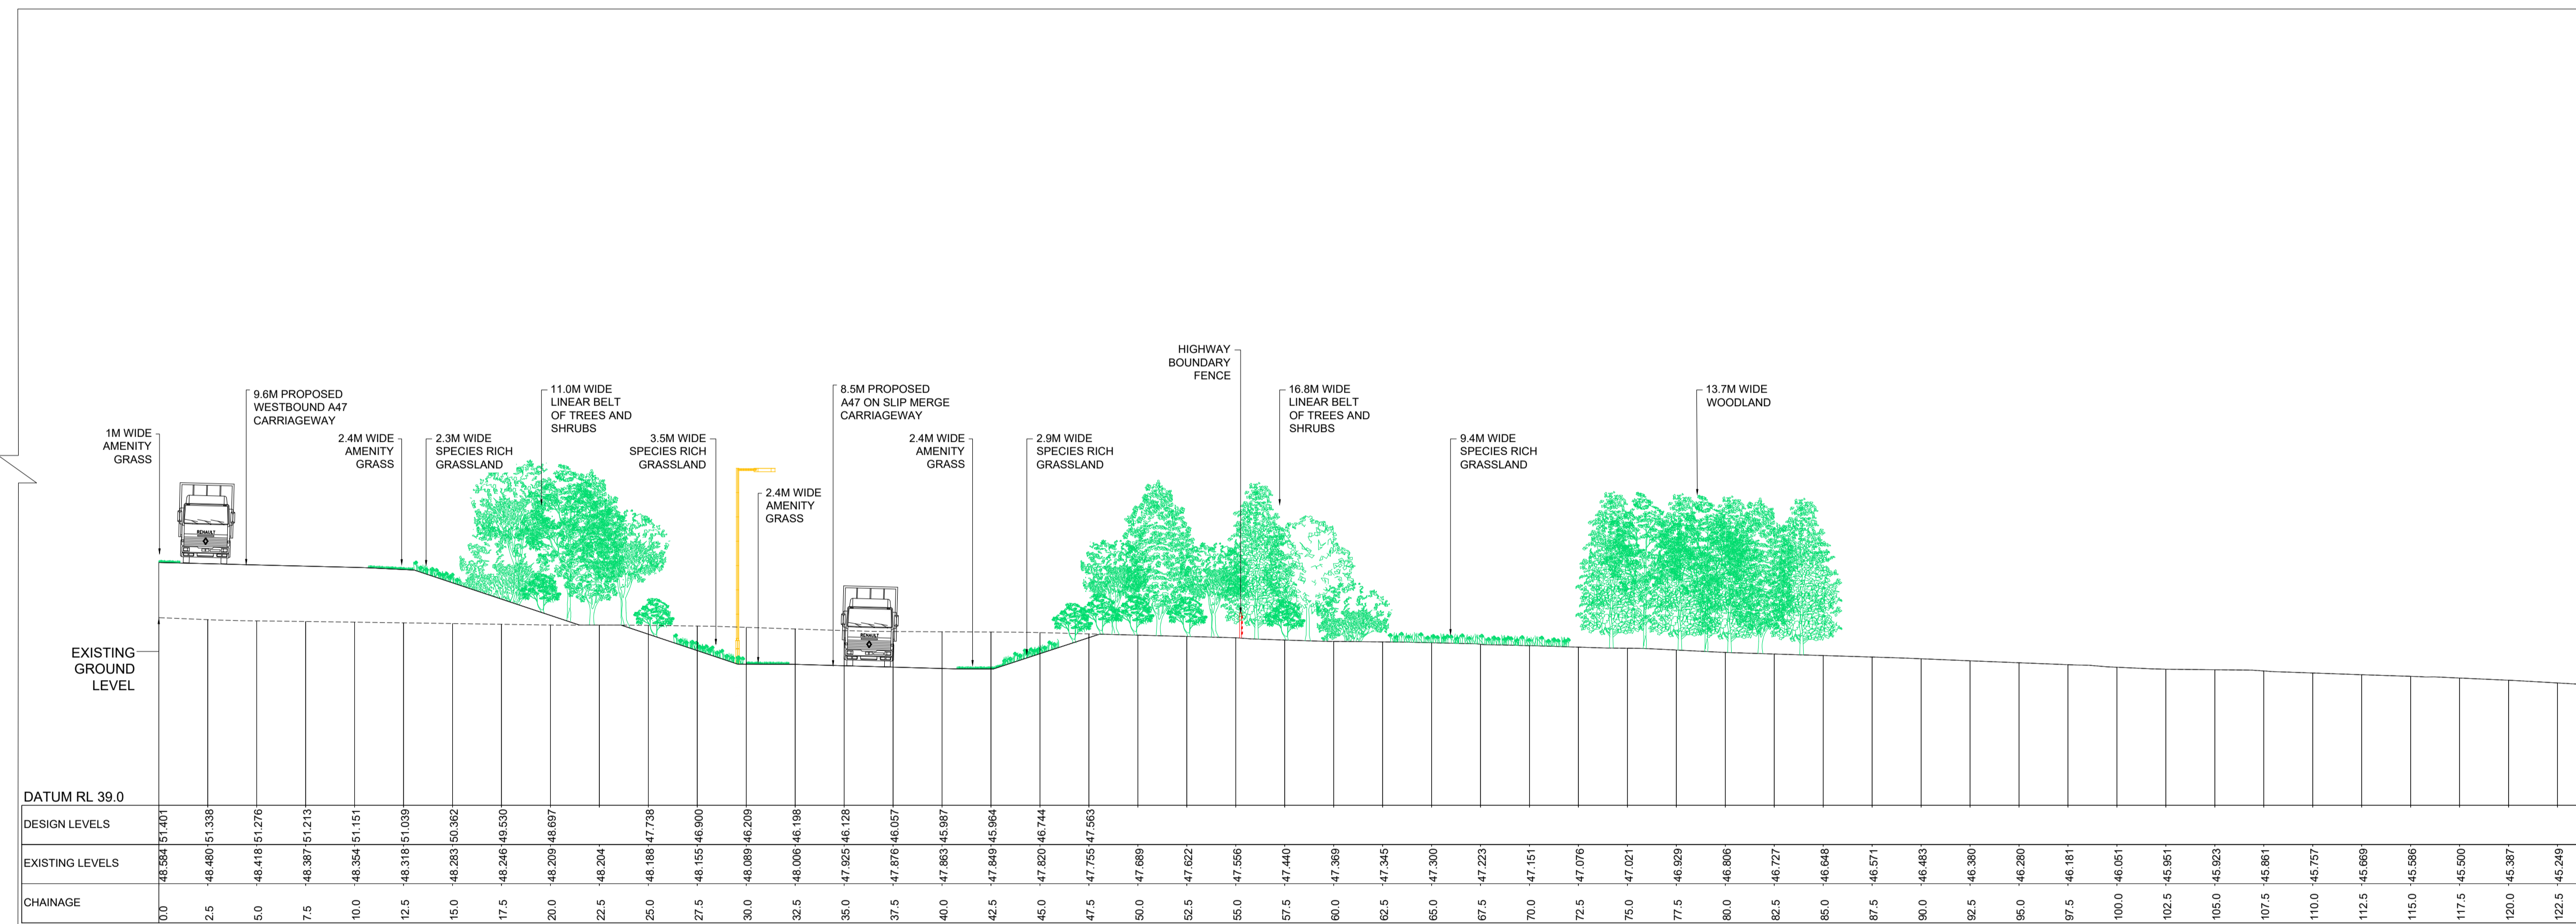 HIGHWAY
BOUNDARY
FENCE
9.6M PROPOSED
WESTBOUND A47
CARRIAGEWAY
11.0M WIDE
LINEAR BELT
OF TREES AND
SHRUBS
8.5M PROPOSED
A47 ON SLIP MERGE
CARRIAGEWAY
16.8M WIDE
LINEAR BELT
OF TREES AND
SHRUBS
13.7M WIDE
WOODLAND
1M WIDE
AMENITY
GRASS
2.4M WIDE
AMENITY
GRASS
2.3M WIDE
SPECIES RICH
GRASSLAND
3.5M WIDE
SPECIES RICH
GRASSLAND
2.4M WIDE
AMENITY
GRASS
2.4M WIDE
AMENITY
GRASS
2.9M WIDE
SPECIES RICH
GRASSLAND
9.4M WIDE
SPECIES RICH
GRASSLAND
RENAULT
RENAULT
EXISTING
GROUND
LEVEL
DATUM RL 39.0
DESIGN LEVELS 51.401 51.338 51.276 51.213 51.151 51.039 50.362 49.530 48.697 47.738 46.900 46.209 46.198 46.128 46.057 45.987 45.964 46.744 47.563
EXISTING LEVELS 48.584 48.480 48.418 48.387 48.354 48.318 48.283 48.246 48.209 48.204 48.188 48.155 48.089 48.006 47.925 47.876 47.863 47.849 47.820 47.755 47.689 47.622 47.556 47.440 47.369 47.345 47.300 47.223 47.151 47.076 47.021 46.929 46.806 46.727 46.648 46.571 46.483 46.380 46.280 46.181 46.051 45.951 45.923 45.861 45.757 45.669 45.586 45.500 45.387 45.249
CHAINAGE 0.0 2.5 5.0 7.5 10.0 12.5 15.0 17.5 20.0 22.5 25.0 27.5 30.0 32.5 35.0 37.5 40.0 42.5 45.0 47.5 50.0 52.5 55.0 57.5 60.0 62.5 65.0 67.5 70.0 72.5 75.0 77.5 80.0 82.5 85.0 87.5 90.0 92.5 95.0 97.5 100.0 102.5 105.0 107.5 110.0 112.5 115.0 117.5 120.0 122.5